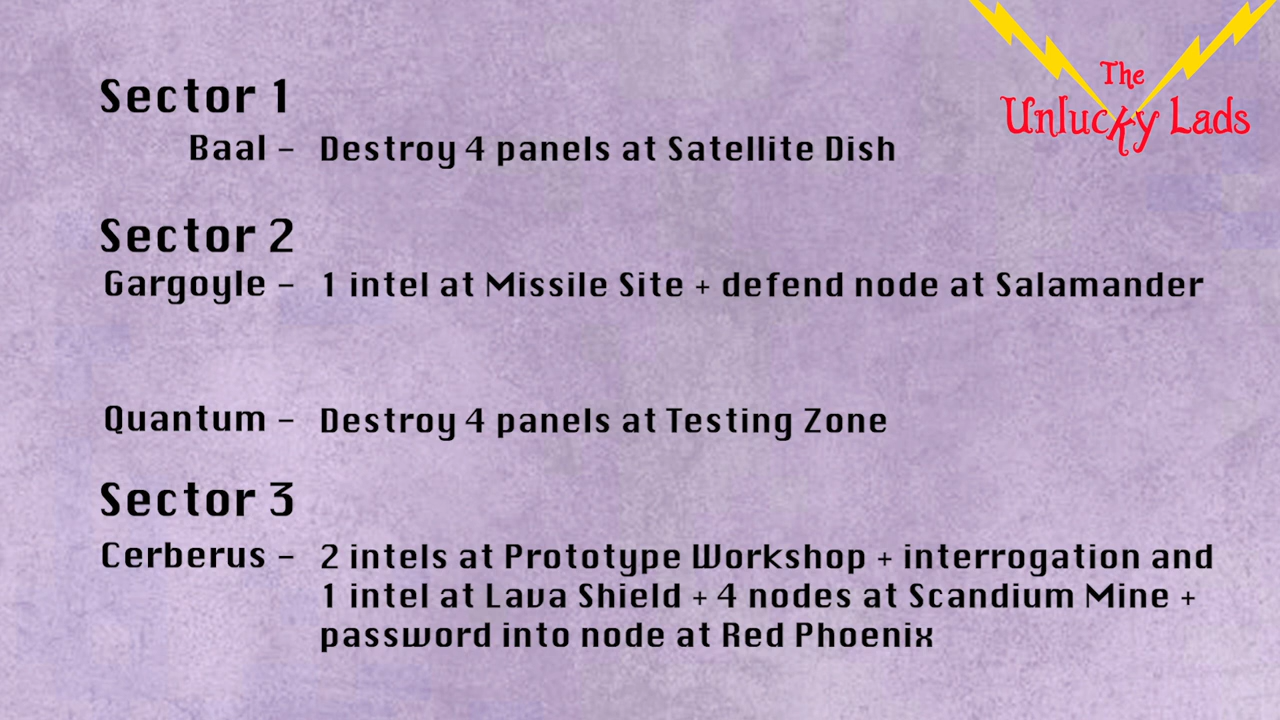 The
Unlucky Lads
Sector 1
Baal – Destroy 4 panels at Satellite Dish
Sector 2
Gargoyle – 1 intel at Missile Site + defend node at Salamander
Quantum – Destroy 4 panels at Testing Zone
Sector 3
Cerberus – 2 intels at Prototype Workshop + interrogation and
1 intel at Lava Shield + 4 nodes at Scandium Mine +
password into node at Red Phoenix